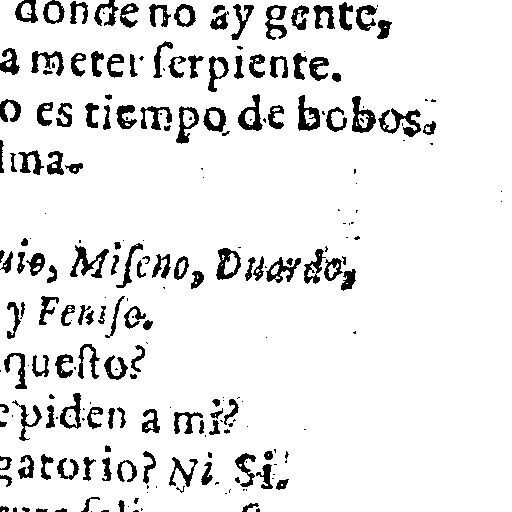 donde no ay gente,
a meter ſerpiente.
o es tiempo de bobos.
lma.
uio, Miſeno, Duardo,
y Feniſo.
queſto?
e piden a mi?
gatorio? Ni. Si.